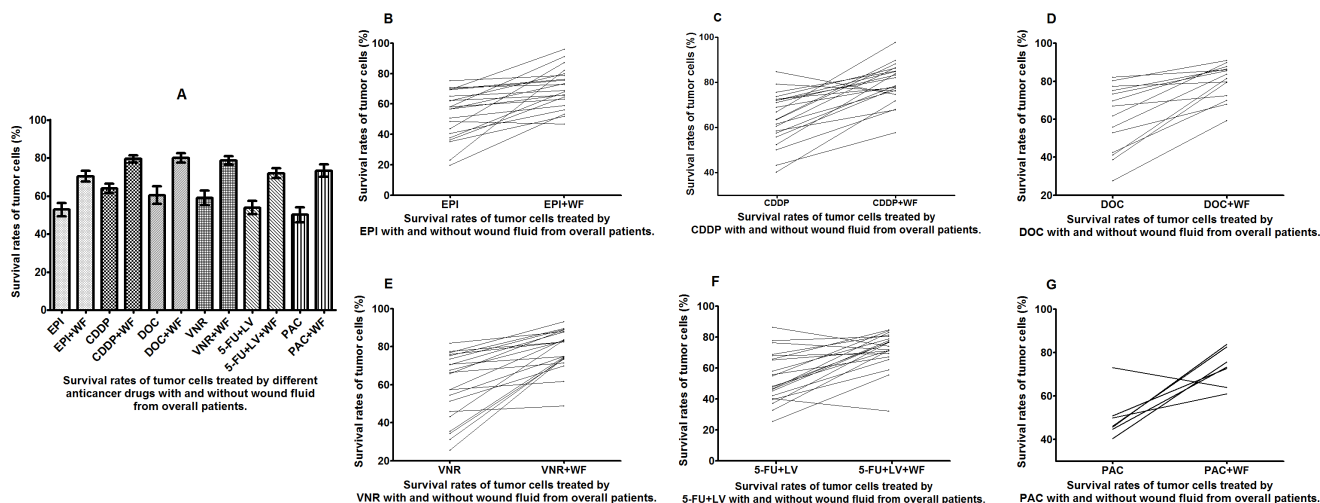 A
Survival rates of tumor cells (%)
100
80
60
40
20
0
EPI
EPI+WF
CDDP
CDDP+WF
DOC
DOC+WF
VNR
VNR+WF
5-FU+LV
5-FU+LV+WF
PAC
PAC+WF
Survival rates of tumor cells treated by different
anticancer drugs with and without wound fluid
from overall patients.
B
Survival rates of tumor cells (%)
100
80
60
40
20
0
EPI
EPI+WF
Survival rates of tumor cells treated by
EPI with and without wound fluid from overall patients.
C
Survival rates of tumor cells (%)
100
80
60
40
CDDP
CDDP+WF
Survival rates of tumor cells treated by
CDDP with and without wound fluid from overall patients.
D
Survival rates of tumor cells (%)
100
80
60
40
20
DOC
DOC+WF
Survival rates of tumor cells treated by
DOC with and without wound fluid from overall patients.
E
Survival rates of tumor cells (%)
100
80
60
40
20
VNR
VNR+WF
Survival rates of tumor cells treated by
VNR with and without wound fluid from overall patients.
F
Survival rates of tumor cells (%)
100
80
60
40
20
0
5-FU+LV
5-FU+LV+WF
Survival rates of tumor cells treated by
5-FU+LV with and without wound fluid from overall patients.
G
Survival rates of tumor cells (%)
100
80
60
40
PAC
PAC+WF
Survival rates of tumor cells treated by
PAC with and without wound fluid from overall patients.